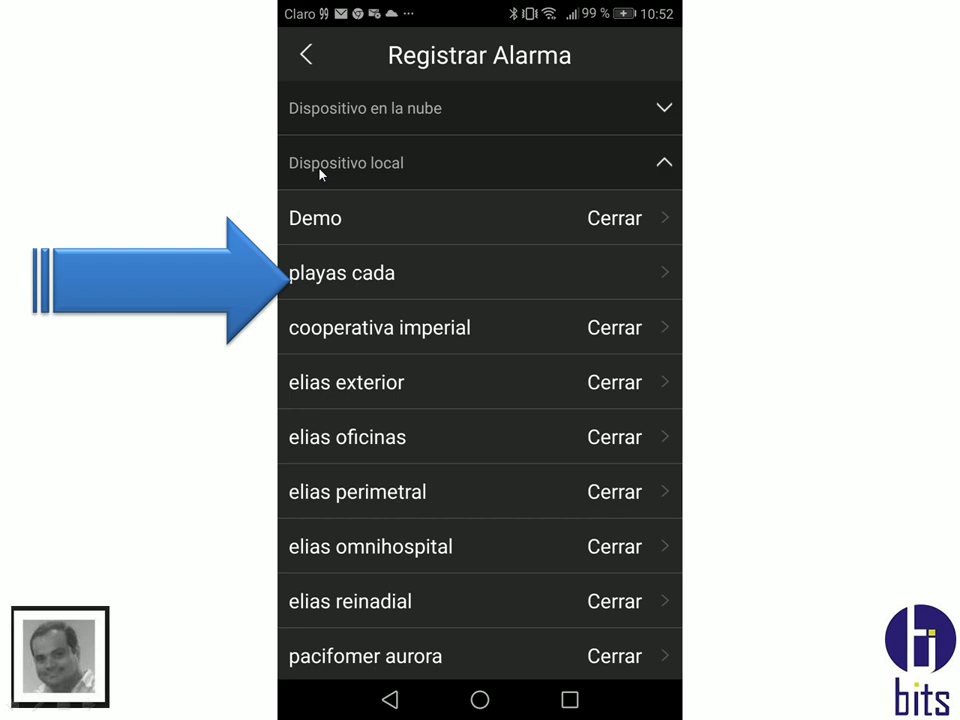 Claro 99 % 10:52
Registrar Alarma
Dispositivo en la nube
Dispositivo local
Demo Cerrar
playas cada
cooperativa imperial Cerrar
elias exterior Cerrar
elias oficinas Cerrar
elias perimetral Cerrar
elias omnihospital Cerrar
elias reinadial Cerrar
pacifomer aurora Cerrar
bits